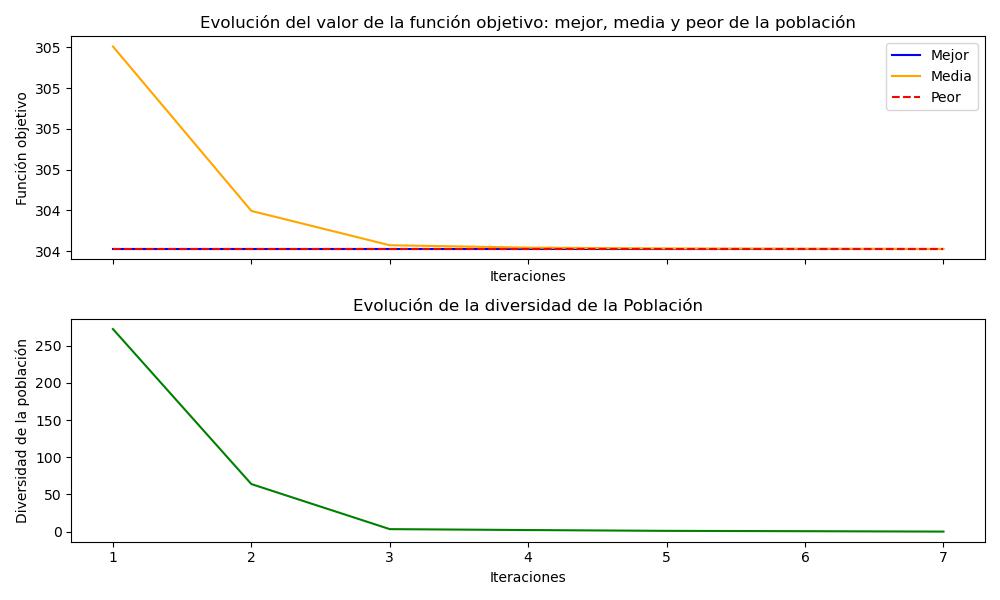 Evolución del valor de la función objetivo: mejor, media y peor de la población
Función objetivo
305
305
305
305
304
304
Mejor
Media
Peor
Iteraciones
Evolución de la diversidad de la Población
Diversidad de la población
250
200
150
100
50
0
1 2 3 4 5 6 7
Iteraciones